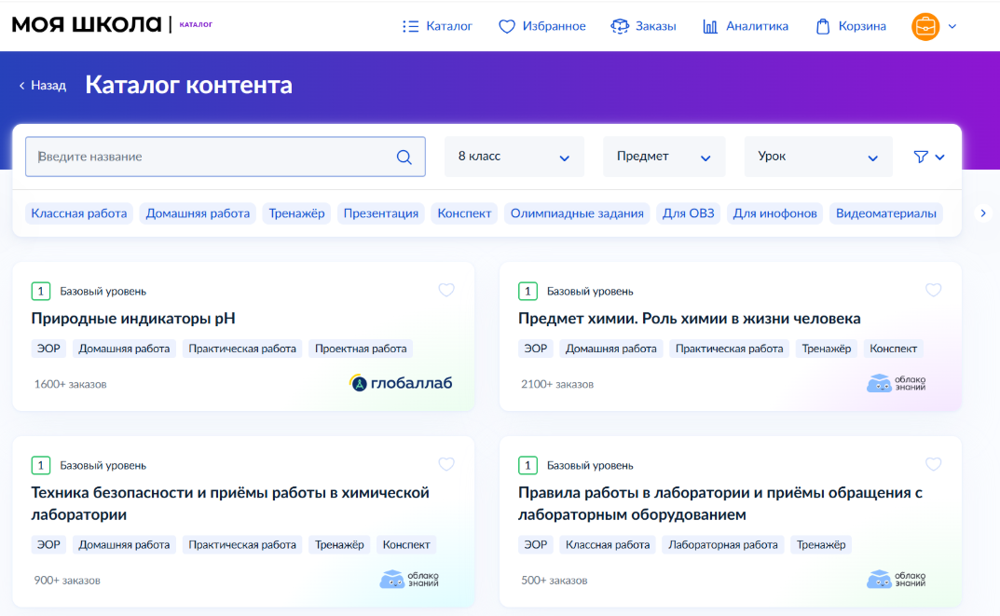 МОЯ ШКОЛА | КАТАЛОГ
Каталог Избранное Заказы Аналитика Корзина
Назад Каталог контента
Введите название 8 класс Предмет Урок
Классная работа Домашняя работа Тренажёр Презентация Конспект Олимпиадные задания Для ОВЗ Для инофонов Видеоматериалы
1 Базовый уровень
Природные индикаторы pH
ЭОР Домашняя работа Практическая работа Проектная работа
1600+ заказов глобаллаб
1 Базовый уровень
Предмет химии. Роль химии в жизни человека
ЭОР Домашняя работа Практическая работа Тренажёр Конспект
2100+ заказов облако
знаний
1 Базовый уровень
Техника безопасности и приёмы работы в химической
лаборатории
ЭОР Домашняя работа Практическая работа Тренажёр Конспект
900+ заказов облако
знаний
1 Базовый уровень
Правила работы в лаборатории и приёмы обращения с
лабораторным оборудованием
ЭОР Классная работа Лабораторная работа Тренажёр
500+ заказов облако
знаний